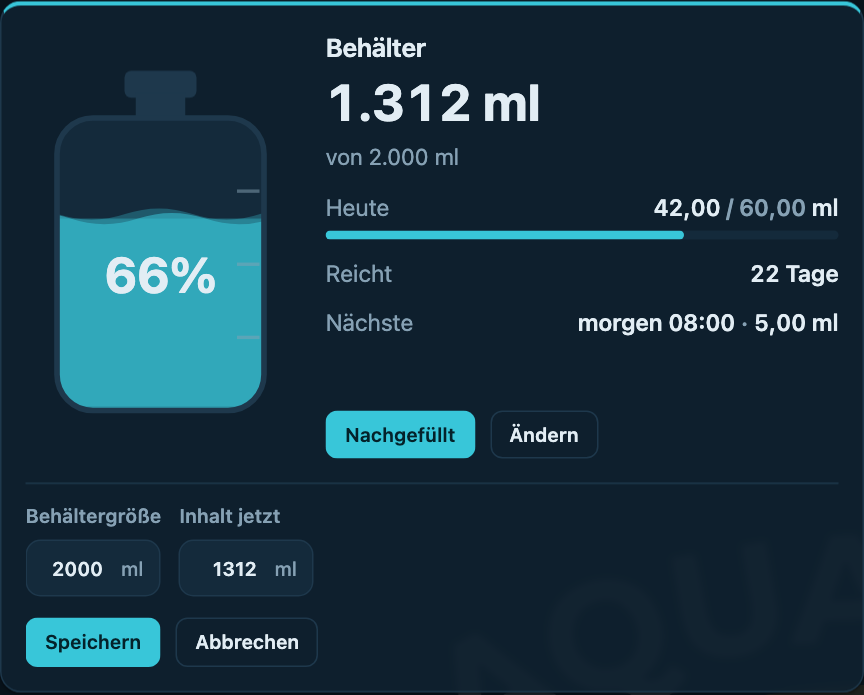 Behälter
1.312 ml
von 2.000 ml
Heute 42,00 / 60,00 ml
66%
Reicht 22 Tage
Nächste morgen 08:00 · 5,00 ml
Nachgefüllt Ändern
Behältergröße Inhalt jetzt
2000 ml 1312 ml
Speichern Abbrechen
AQUA